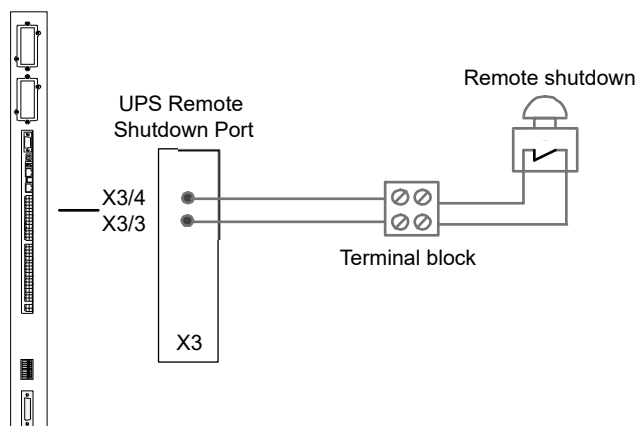 Remote shutdown
UPS Remote
Shutdown Port
X3/4
X3/3
Terminal block
X3